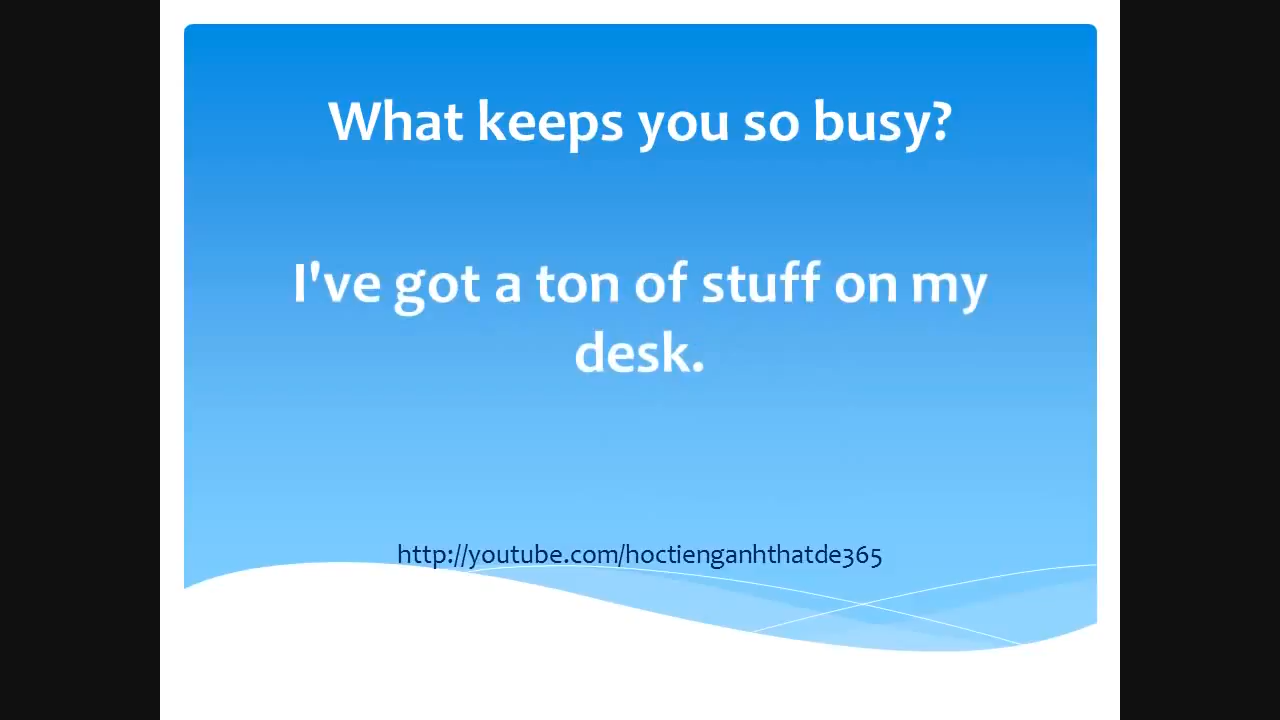 What keeps you so busy?
I've got a ton of stuff on my
desk.
http://youtube.com/hoctienganhthatde365